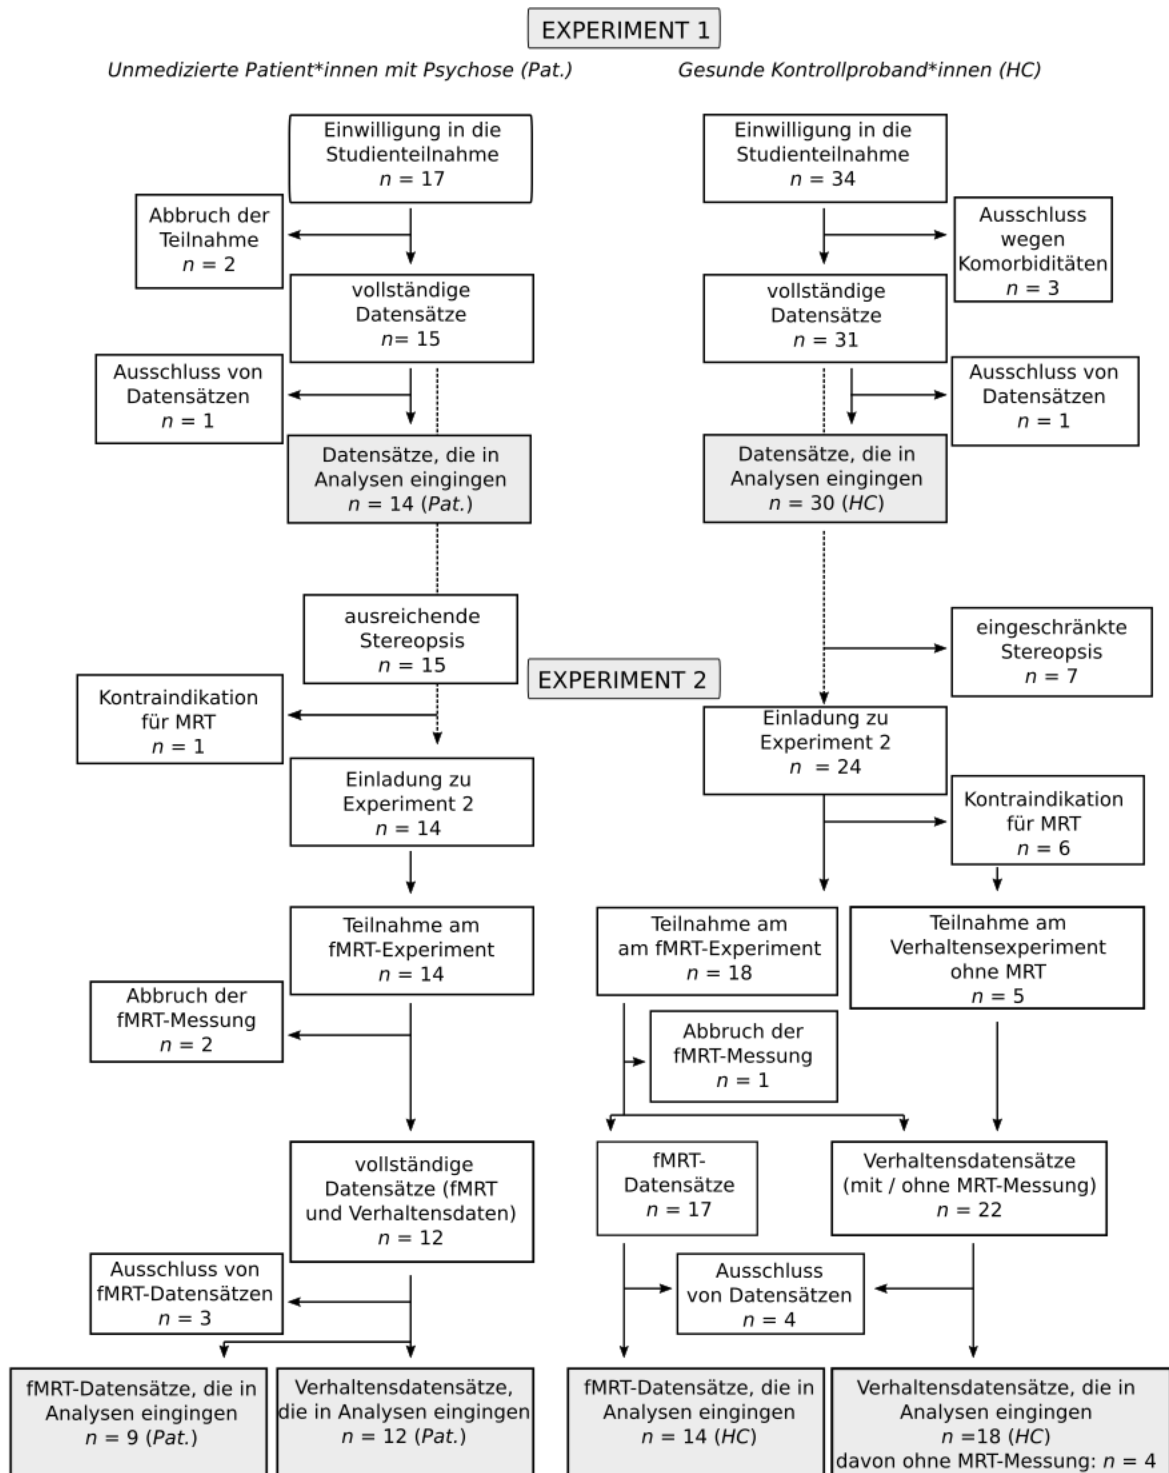 EXPERIMENT 1
Unmedizierte Patient*innen mit Psychose (Pat.)
Gesunde Kontrollproband*innen (HC)
Einwilligung in die
Studienteilnahme
n = 17
Einwilligung in die
Studienteilnahme
n = 34
Abbruch der
Teilnahme
n = 2
Ausschluss
wegen
Komorbiditäten
n = 3
vollständige
Datensätze
n= 15
vollständige
Datensätze
n = 31
Ausschluss von
Datensätzen
n = 1
Ausschluss von
Datensätzen
n = 1
Datensätze, die in
Analysen eingingen
n = 14 (Pat.)
Datensätze, die in
Analysen eingingen
n = 30 (HC)
ausreichende
Stereopsis
n = 15
eingeschränkte
Stereopsis
n = 7
EXPERIMENT 2
Kontraindikation
für MRT
n = 1
Einladung zu
Experiment 2
n = 24
Einladung zu
Experiment 2
n = 14
Kontraindikation
für MRT
n = 6
Teilnahme am
fMRT-Experiment
n = 14
Teilnahme am
am fMRT-Experiment
n = 18
Teilnahme am
Verhaltensexperiment
ohne MRT
n = 5
Abbruch der
fMRT-Messung
n = 2
Abbruch der
fMRT-Messung
n = 1
vollständige
Datensätze (fMRT
und Verhaltensdaten)
n = 12
fMRT-
Datensätze
n = 17
Verhaltensdatensätze
(mit / ohne MRT-Messung)
n = 22
Ausschluss von
fMRT-Datensätzen
n = 3
Ausschluss
von Datensätzen
n = 4
fMRT-Datensätze, die in
Analysen eingingen
n = 9 (Pat.)
Verhaltensdatensätze,
die in Analysen eingingen
n = 12 (Pat.)
fMRT-Datensätze, die in
Analysen eingingen
n = 14 (HC)
Verhaltensdatensätze, die in
Analysen eingingen
n =18 (HC)
davon ohne MRT-Messung: n = 4